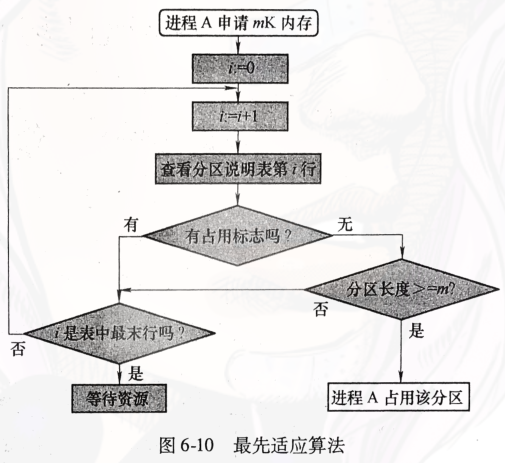 进程 A 申请 mK 内存
i:=0
i:=i+1
查看分区说明表第 i 行
有占用标志吗？
有
无
分区长度>=m?
否
是
i 是表中最末行吗？
否
是
等待资源
进程 A 占用该分区
图 6-10 最先适应算法